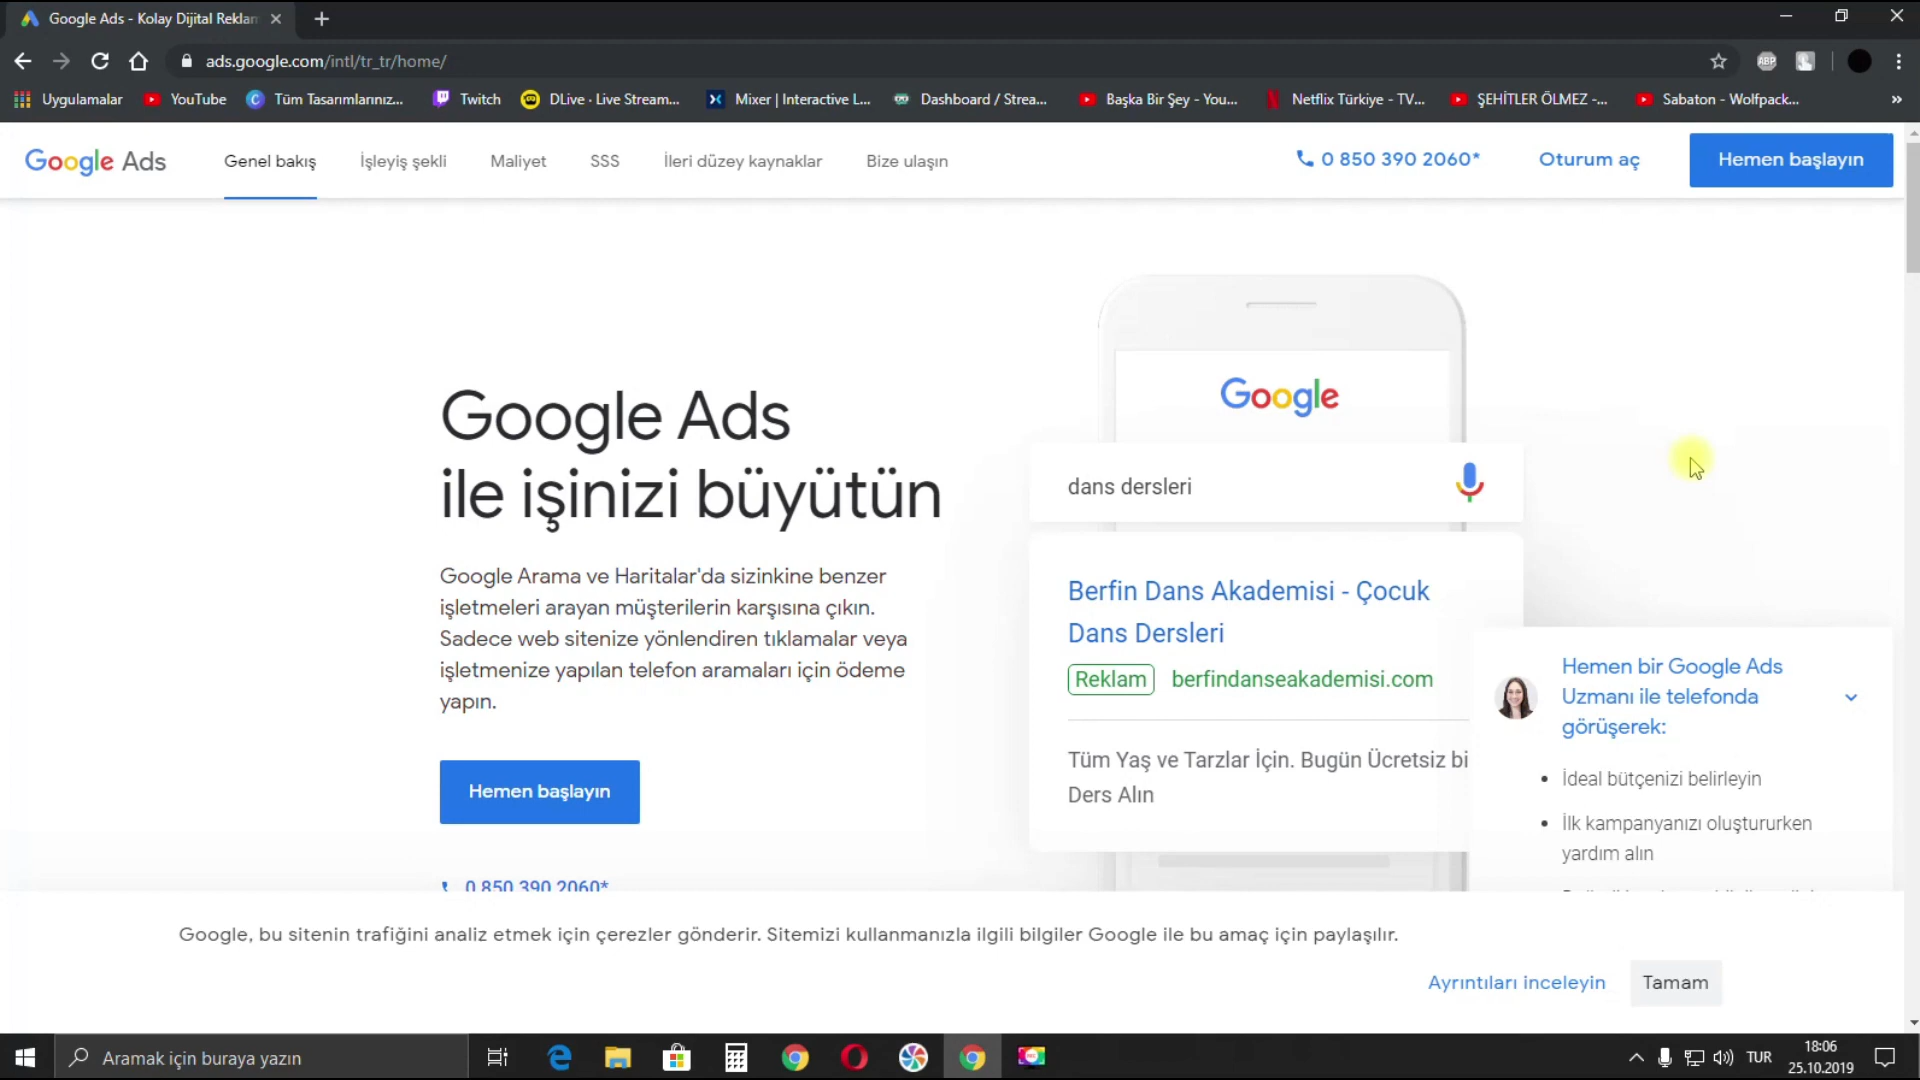 Google Ads - Kolay Dijital Reklam
ads.google.com/intl/tr_tr/home/
ABP
Uygulamalar
YouTube
Tüm Tasarımlarınız...
Twitch
DLive · Live Stream...
Mixer | Interactive L...
Dashboard / Strea...
Başka Bir Şey - You...
Netflix Türkiye - TV...
ŞEHİTLER ÖLMEZ -...
Sabaton - Wolfpack...
Google Ads
Genel bakış
İşleyiş şekli
Maliyet
SSS
İleri düzey kaynaklar
Bize ulaşın
0 850 390 2060*
Oturum aç
Hemen başlayın
Google Ads
ile işinizi büyütün
Google Arama ve Haritalar'da sizinkine benzer
işletmeleri arayan müşterilerin karşısına çıkın.
Sadece web sitenize yönlendiren tıklamalar veya
işletmenize yapılan telefon aramaları için ödeme
yapın.
Hemen başlayın
0 850 390 2060*
Google
dans dersleri
Berfin Dans Akademisi - Çocuk
Dans Dersleri
Reklam berfindanseakademisi.com
Tüm Yaş ve Tarzlar İçin. Bugün Ücretsiz bi
Ders Alın
Hemen bir Google Ads
Uzmanı ile telefonda
görüşerek:
İdeal bütçenizi belirleyin
İlk kampanyanızı oluştururken
yardım alın
Google, bu sitenin trafiğini analiz etmek için çerezler gönderir. Sitemizi kullanmanızla ilgili bilgiler Google ile bu amaç için paylaşılır.
Ayrıntıları inceleyin
Tamam
Aramak için buraya yazın
TUR
18:06
25.10.2019